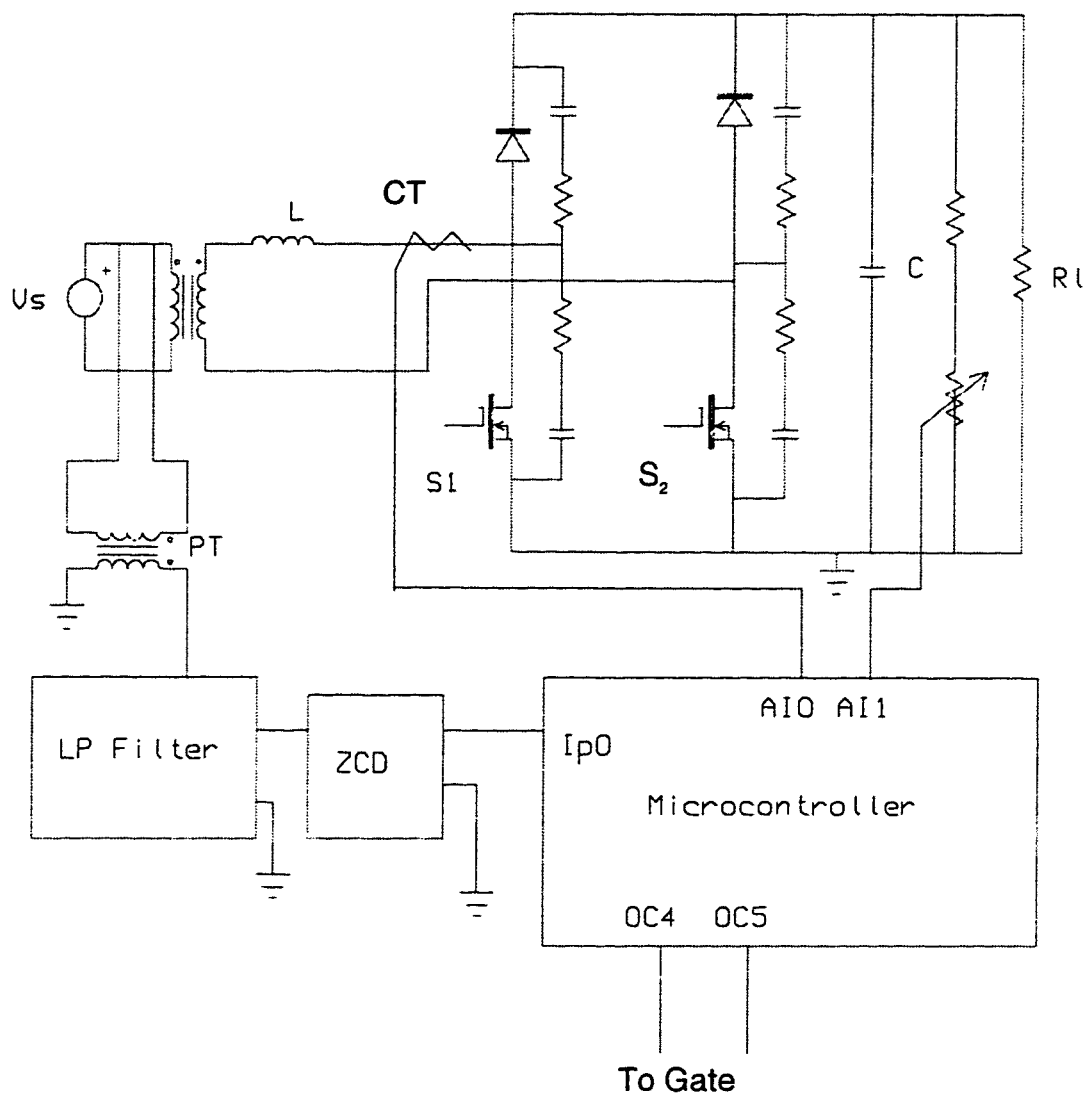 CT
L
Vs
+
C
Rl
S1
S2
PT
AI0 AI1
LP Filter
ZCD
Ip0
Microcontroller
OC4 OC5
To Gate